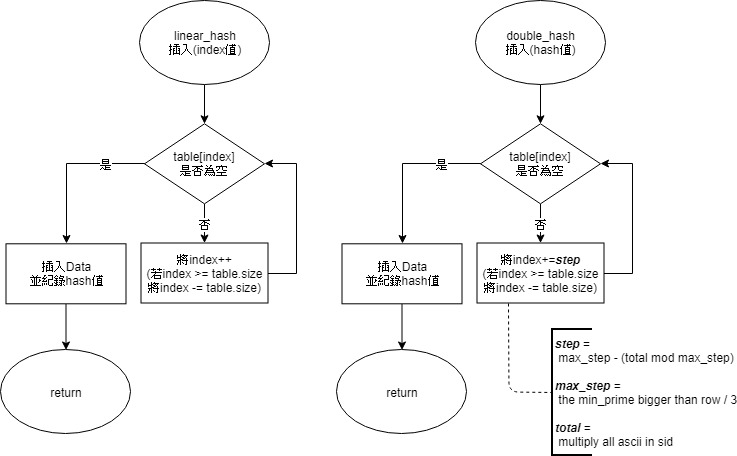 linear_hash
插入(index值)
table[index]
是否為空
是
否
插入Data
並紀錄hash值
將index++
(若index >= table.size
將index -= table.size)
return
double_hash
插入(hash值)
table[index]
是否為空
是
否
插入Data
並紀錄hash值
將index+=step
(若index >= table.size
將index -= table.size)
return
step =
max_step - (total mod max_step)
max_step =
the min_prime bigger than row / 3
total =
multiply all ascii in sid